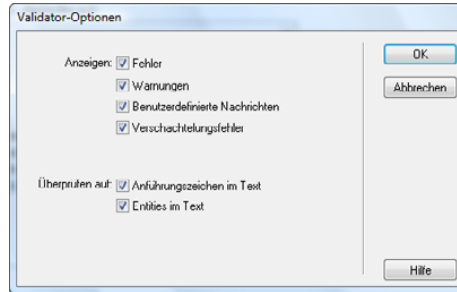 Validator-Optionen
Anzeigen: Fehler
Warnungen
Benutzerdefinierte Nachrichten
Verschachtelungsfehler
Überprüfen auf: Anführungszeichen im Text
Entities im Text
OK
Abbrechen
Hilfe